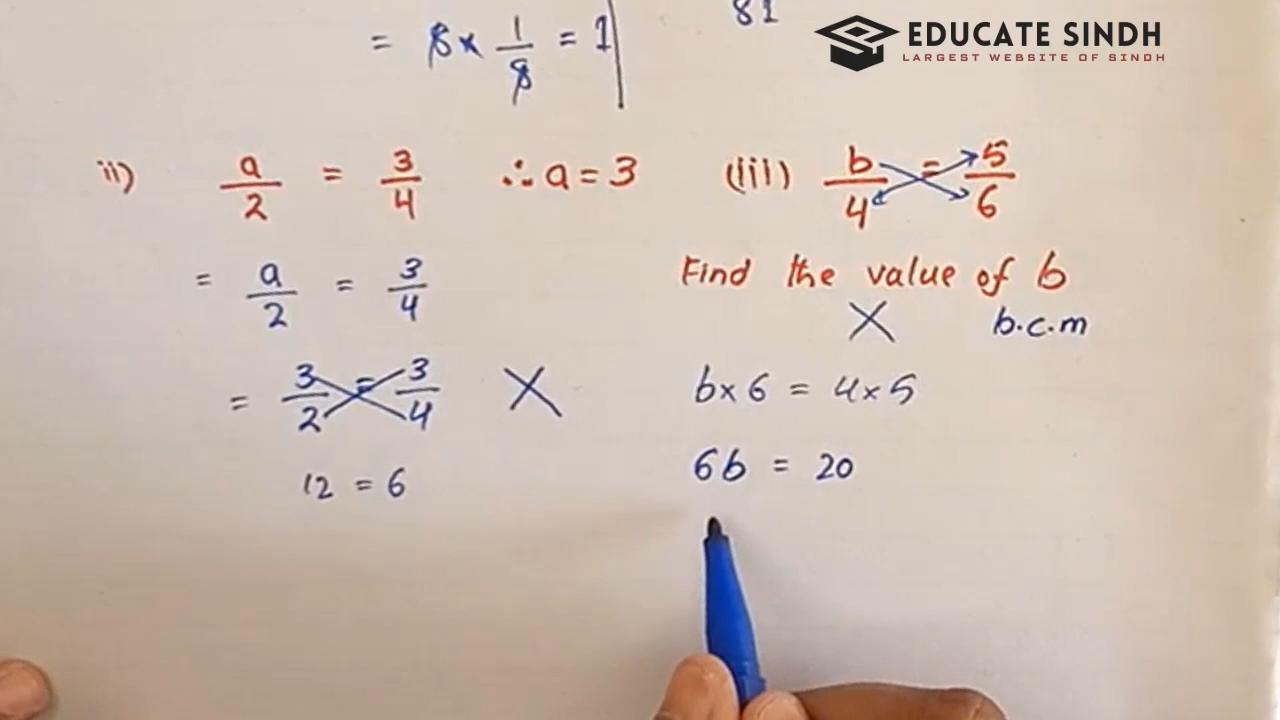 = 8 × 1/8 = 1
81
EDUCATE SINDH
LARGEST WEBSITE OF SINDH
ii) a/2 = 3/4 ∴ a = 3
= a/2 = 3/4
= 3/2 = 3/4 X
12 = 6
(iii) b/4 = 5/6
Find the value of b
X b.c.m
b×6 = 4×5
6b = 20